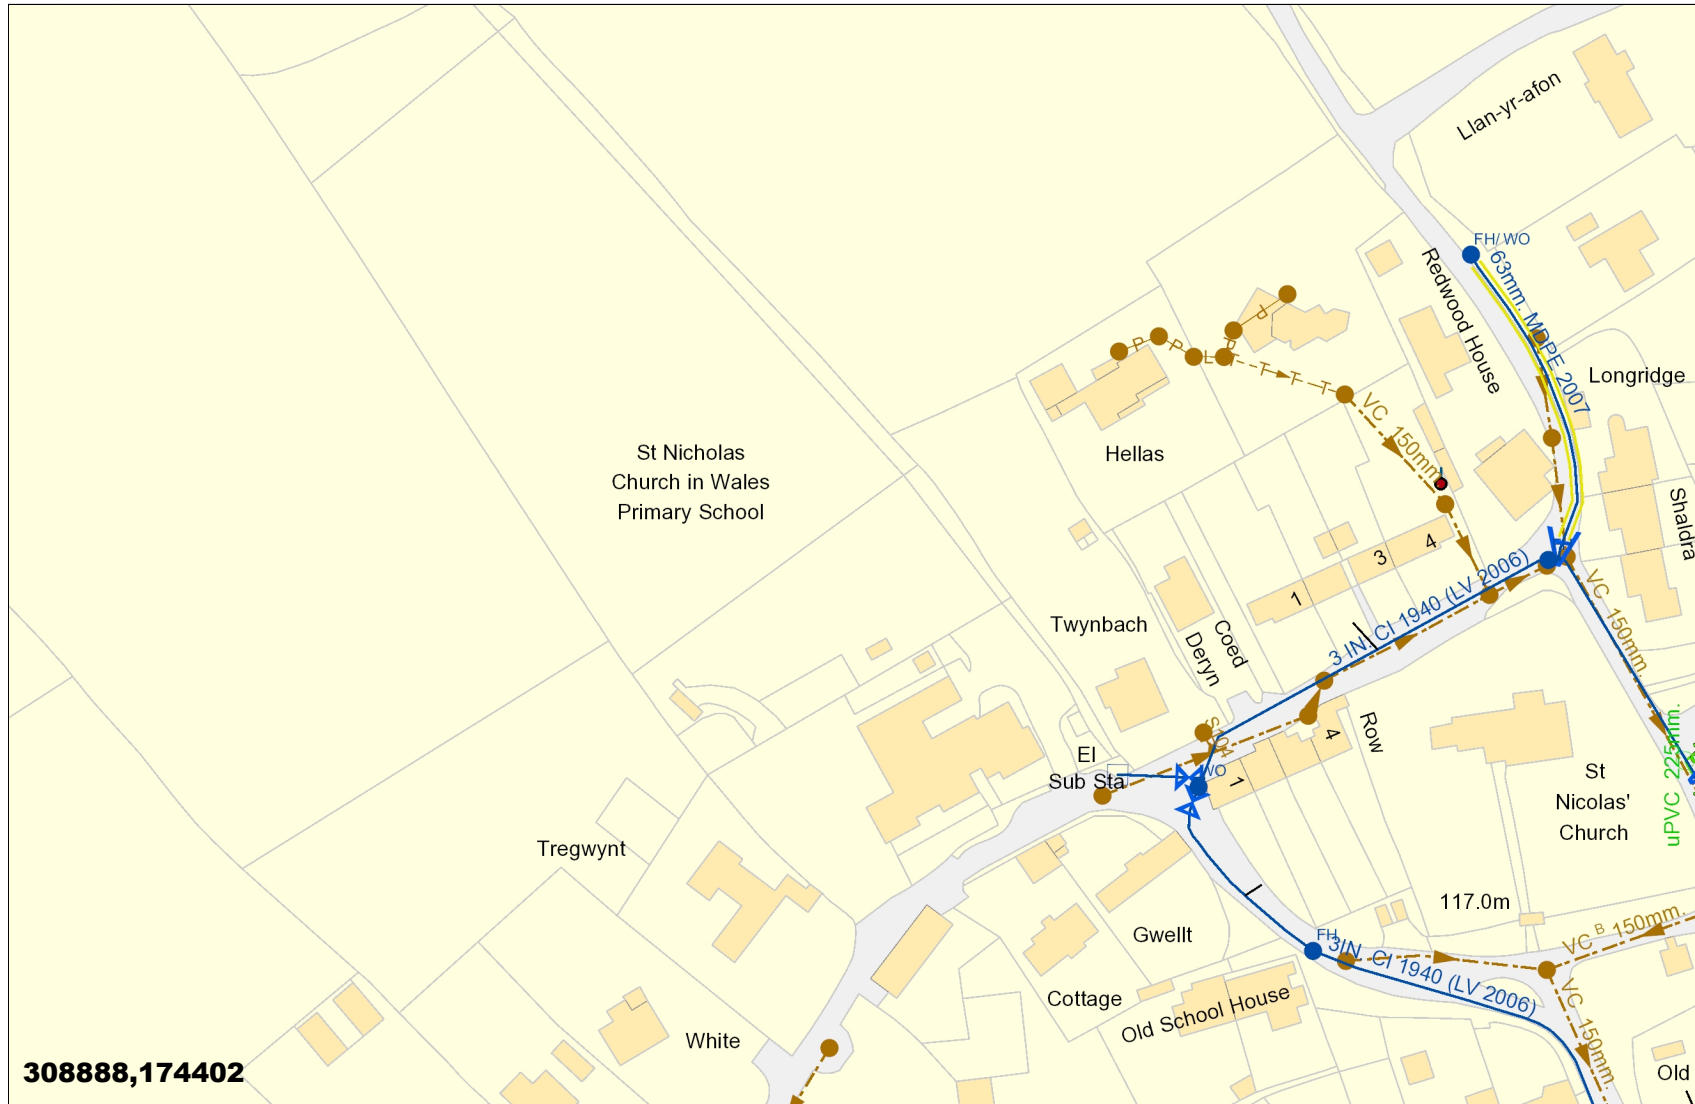 Llan-yr-afon
FH/ WO
63mm. MDPE 2007
Redwood House
Longridge
P
P
L
P
P
T
T
T
T
VC 150mm.
St Nicholas
Church in Wales
Primary School
Hellas
Shaldra
3
4
1
3 IN. CI 1940 (LV 2006)
VC 150mm.
Twynbach
Coed
Deryn
S104
Row
4
1
WO
El
Sub Sta
uPVC 225mm.
St
Nicolas'
Church
Tregwynt
117.0m
VC B 150mm.
Gwellt
FH
3IN. CI 1940 (LV 2006)
Cottage
Old School House
VC 150mm.
White
308888,174402
Old